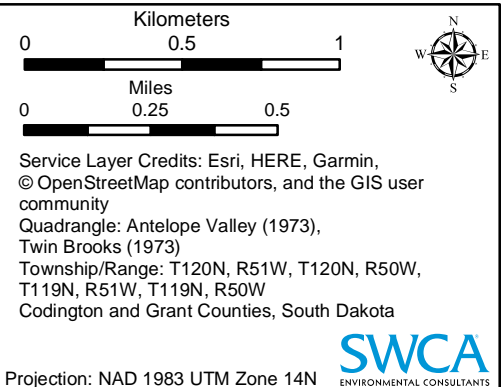 Kilometers
0 0.5 1
Miles
0 0.25 0.5
N
W E
S
Service Layer Credits: Esri, HERE, Garmin,
© OpenStreetMap contributors, and the GIS user
community
Quadrangle: Antelope Valley (1973),
Twin Brooks (1973)
Township/Range: T120N, R51W, T120N, R50W,
T119N, R51W, T119N, R50W
Codington and Grant Counties, South Dakota
Projection: NAD 1983 UTM Zone 14N
SWCA
ENVIRONMENTAL CONSULTANTS